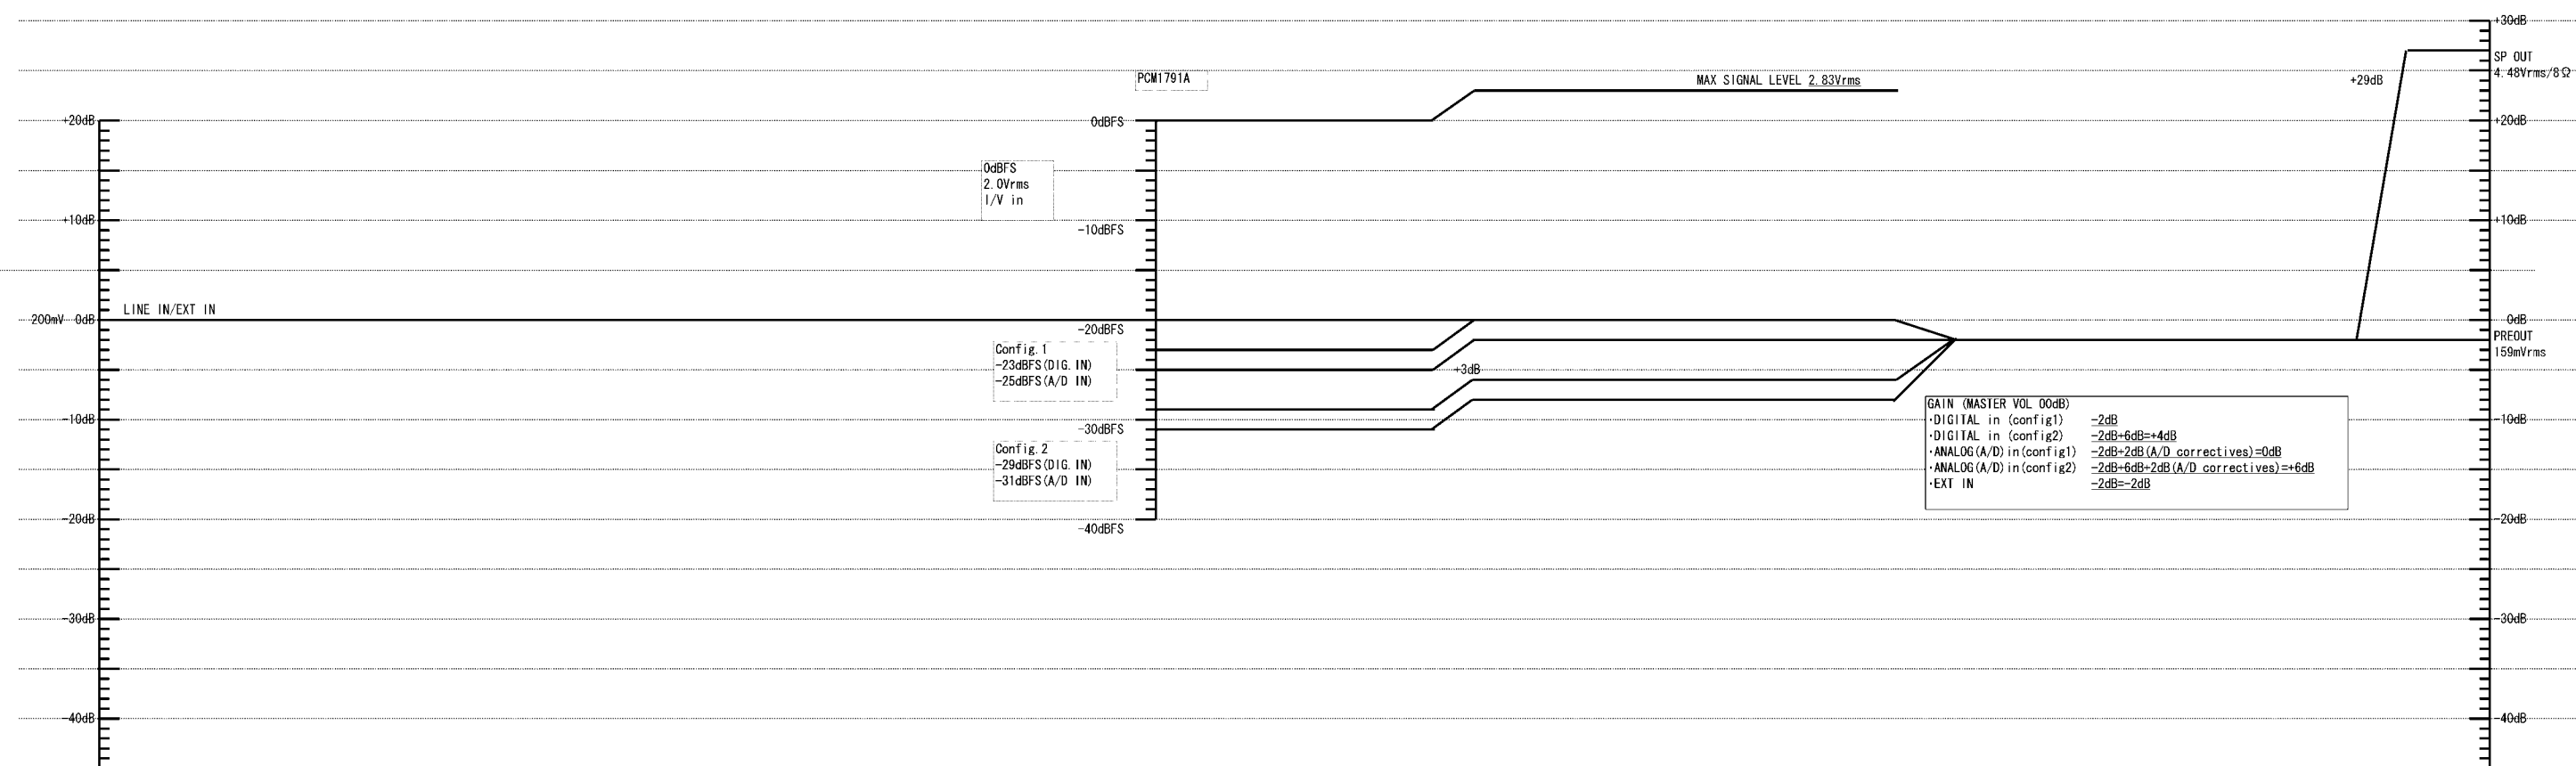 +30dB
SP OUT
4.48Vrms/8Ω
PCM1791A
MAX SIGNAL LEVEL 2.83Vrms
+29dB
+20dB
0dBFS
+20dB
0dBFS
2.0Vrms
I/V in
+10dB
-10dBFS
+10dB
LINE IN/EXT IN
200mV 0dB
-20dBFS
0dB
PREOUT
159mVrms
Config.1
-23dBFS(DIG.IN)
-25dBFS(A/D IN)
+3dB
-10dB
-30dBFS
-10dB
GAIN (MASTER VOL 00dB)
·DIGITAL in (config1) -2dB
·DIGITAL in (config2) -2dB+6dB=+4dB
·ANALOG(A/D)in(config1) -2dB+2dB(A/D correctives)=0dB
·ANALOG(A/D)in(config2) -2dB+6dB+2dB(A/D correctives)=+6dB
·EXT IN -2dB=-2dB
Config.2
-29dBFS(DIG.IN)
-31dBFS(A/D IN)
-20dB
-40dBFS
-20dB
-30dB
-30dB
-40dB
-40dB